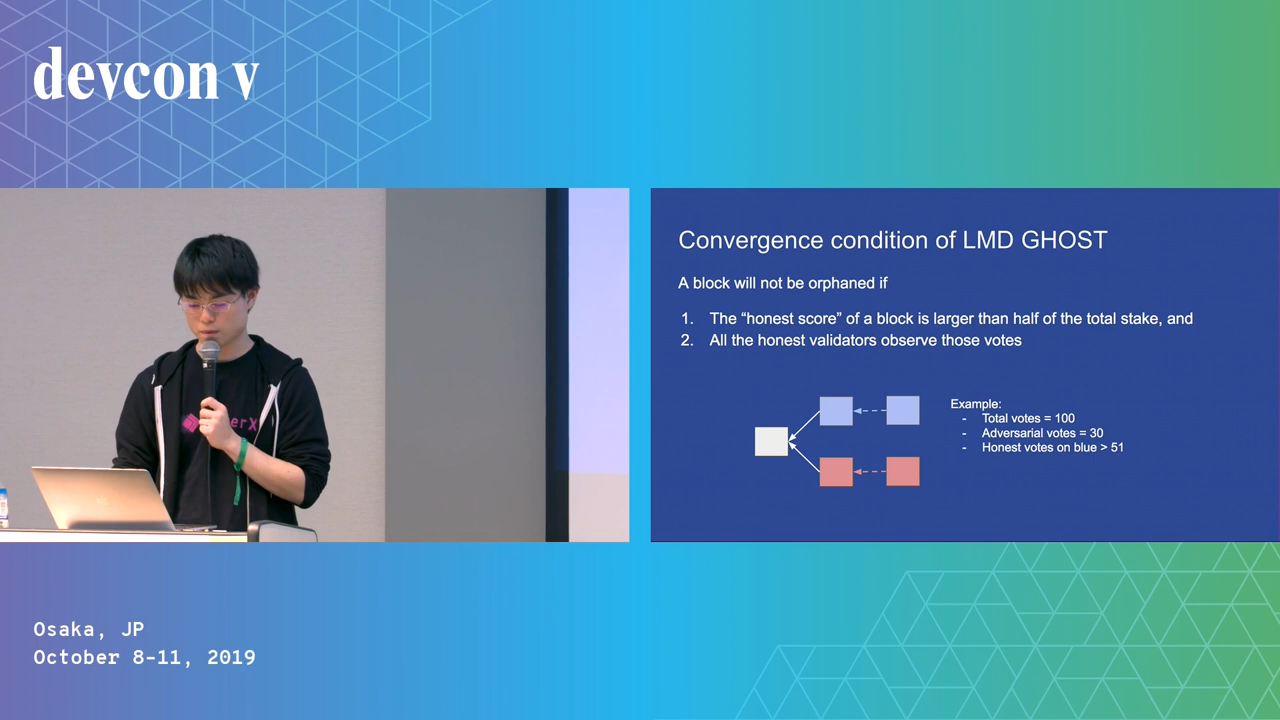 devcon v
Convergence condition of LMD GHOST
A block will not be orphaned if
1. The “honest score” of a block is larger than half of the total stake, and
2. All the honest validators observe those votes
Example:
- Total votes = 100
- Adversarial votes = 30
- Honest votes on blue > 51
Osaka, JP
October 8-11, 2019